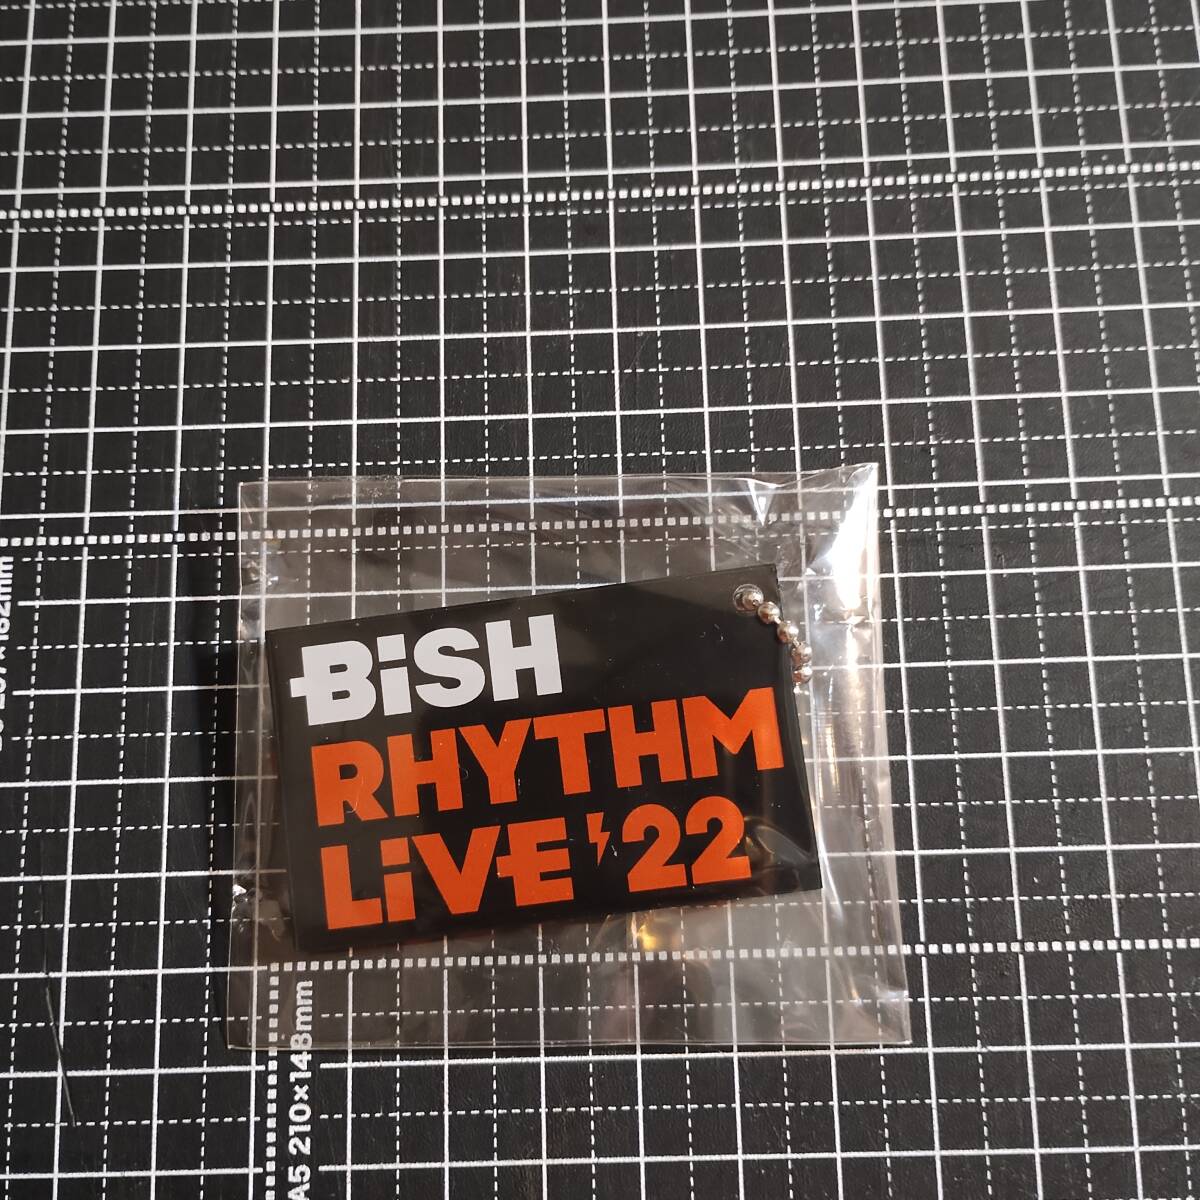 BiSH
RHYTHM
LiVE '22
A5 210×148mm